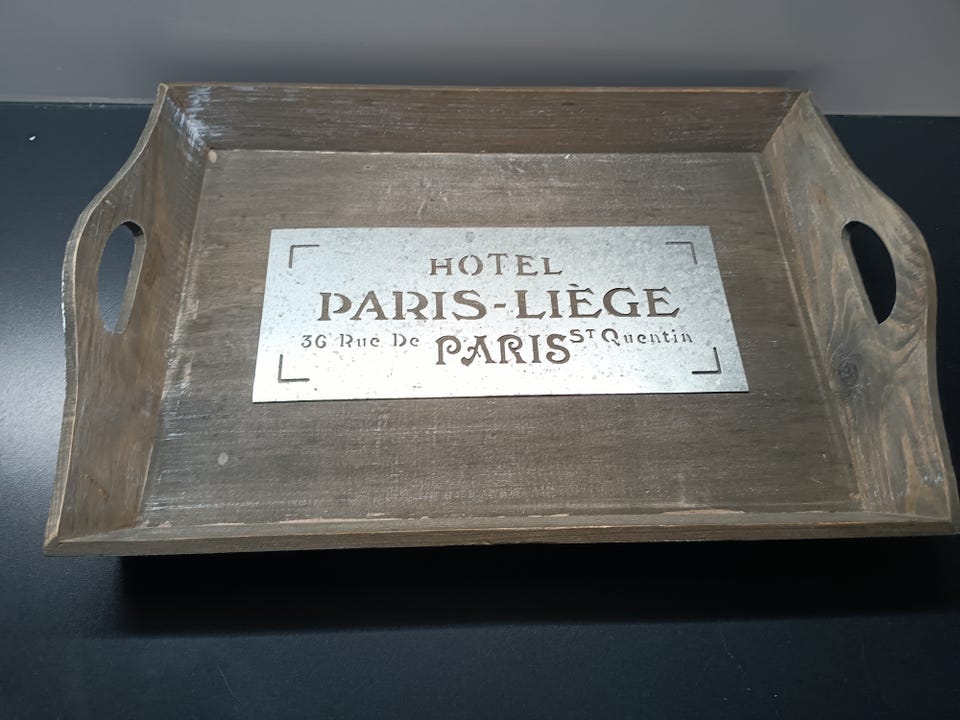 HOTEL
PARIS-LIÈGE
36 Rue De PARIS ST Quentin